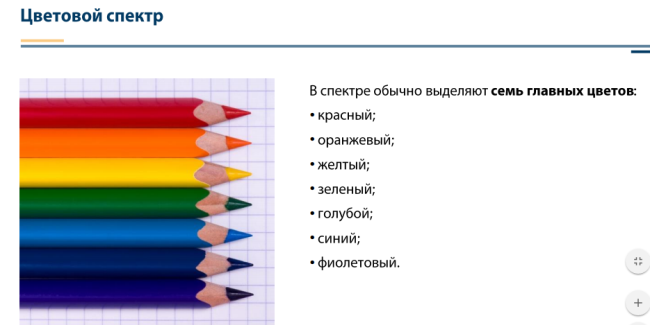 Цветовой спектр
В спектре обычно выделяют семь главных цветов:
• красный;
• оранжевый;
• желтый;
• зеленый;
• голубой;
• синий;
• фиолетовый.